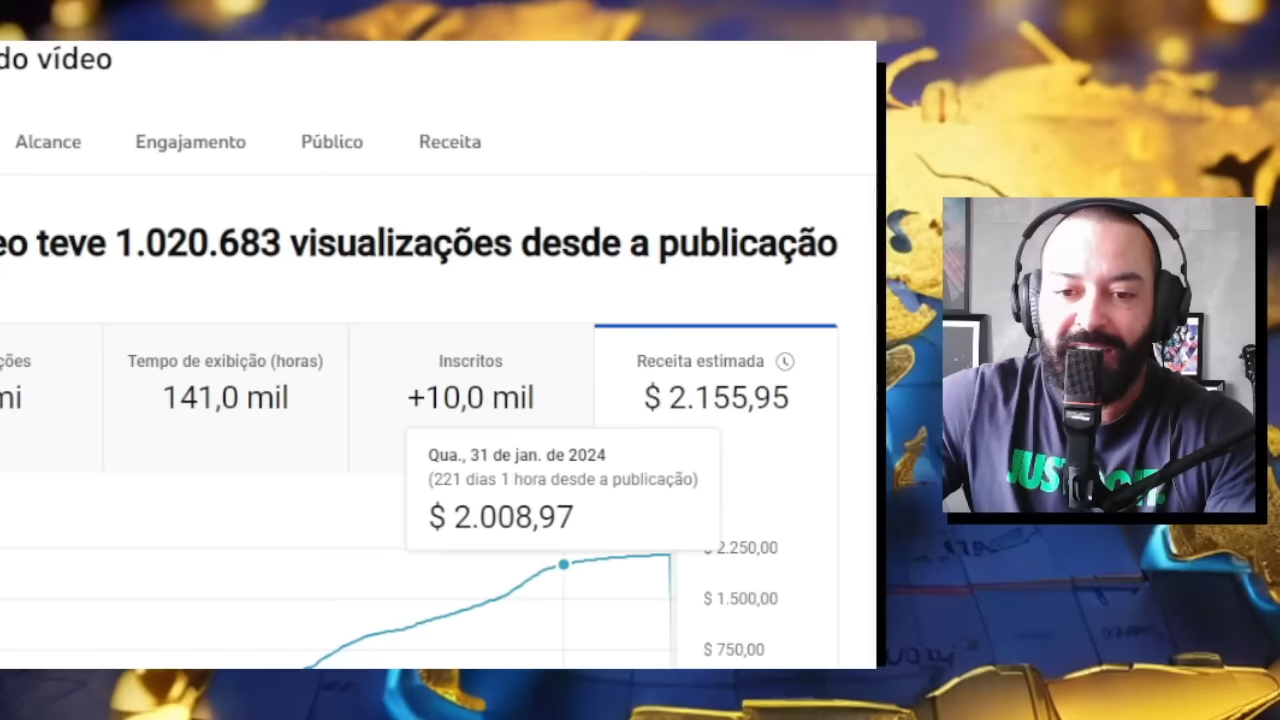 do vídeo
Alcance Engajamento Público Receita
eo teve 1.020.683 visualizações desde a publicação
ções Tempo de exibição (horas) Inscritos Receita estimada
mi 141,0 mil +10,0 mil $ 2.155,95
Qua., 31 de jan. de 2024
(221 dias 1 hora desde a publicação)
$ 2.008,97
2.250,00
$ 1.500,00
$ 750,00
JUST